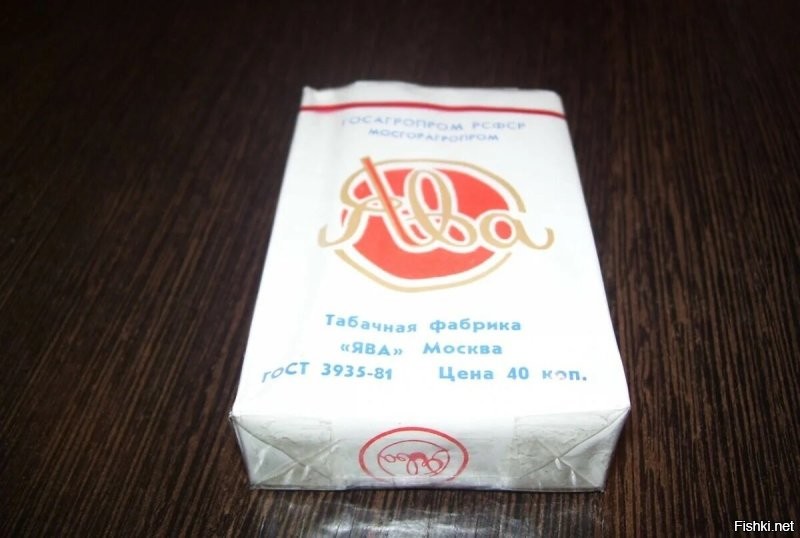 ГОСАГРОПРОМ РСФСР
МОСГОРАГРОПРОМ
Ява
Табачная фабрика
«ЯВА» Москва
ГОСТ 3935-81 Цена 40 коп.
Ява
Fishki.net